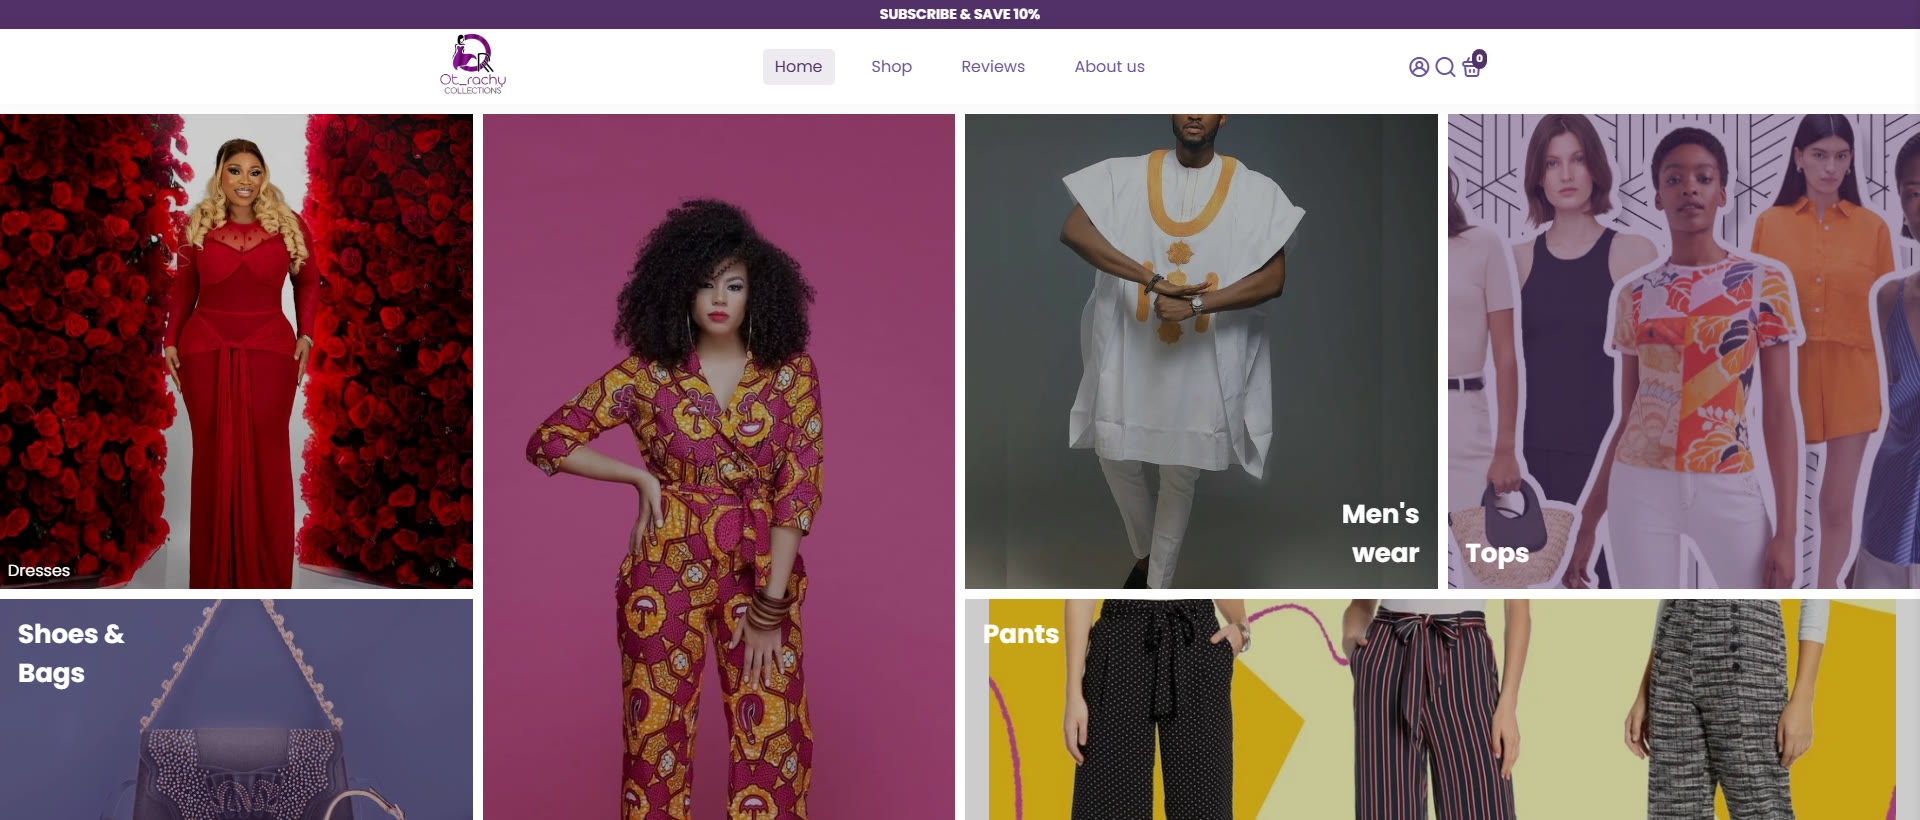 SUBSCRIBE & SAVE 10%
Ot_rachy
COLLECTIONS
Home
Shop
Reviews
About us
0
Dresses
Men's
wear
Tops
Shoes &
Bags
Pants